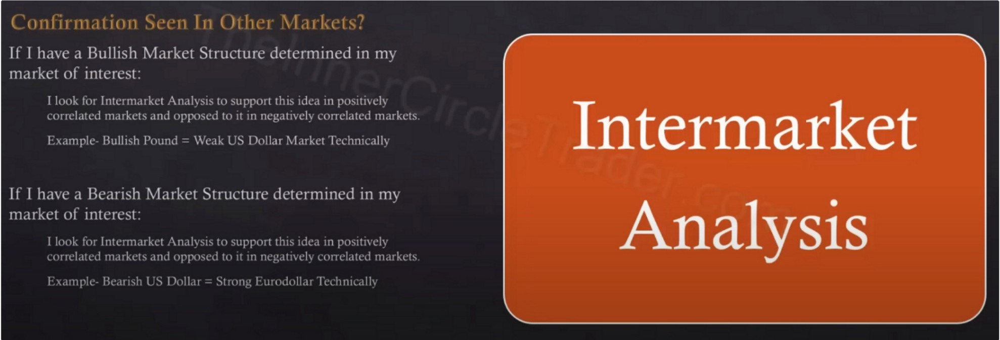 Confirmation Seen In Other Markets?
If I have a Bullish Market Structure determined in my
market of interest:
I look for Intermarket Analysis to support this idea in positively
correlated markets and opposed to it in negatively correlated markets.
Example- Bullish Pound = Weak US Dollar Market Technically
If I have a Bearish Market Structure determined in my
market of interest:
I look for Intermarket Analysis to support this idea in positively
correlated markets and opposed to it in negatively correlated markets.
Example- Bearish US Dollar = Strong Eurodollar Technically
Intermarket
Analysis
TheInnerCircleTrader.com